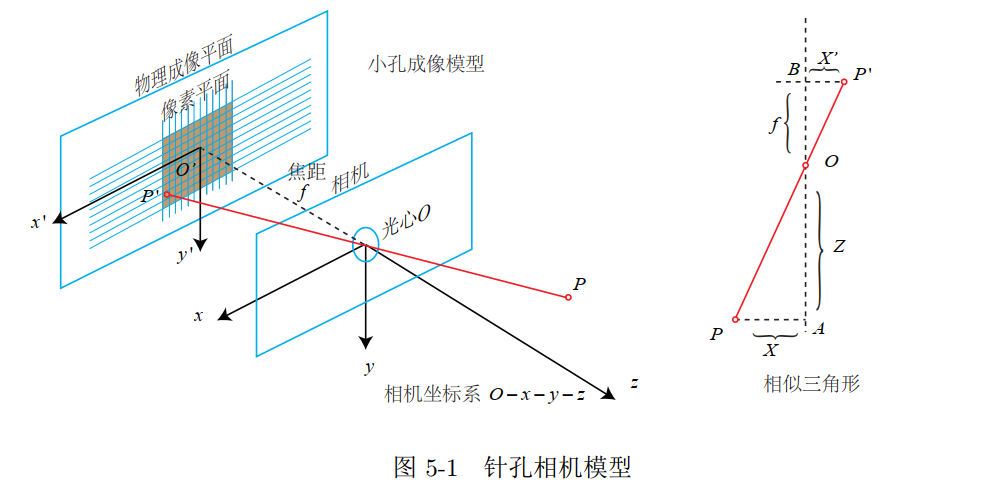 小孔成像模型
物理成像平面
像素平面
O'
P'
x'
y'
焦距
f
相机
光心O
P
x
y
z
相机坐标系 O－x－y－z
B
X'
P'
f
O
Z
P
X
A
相似三角形
图 5-1 针孔相机模型